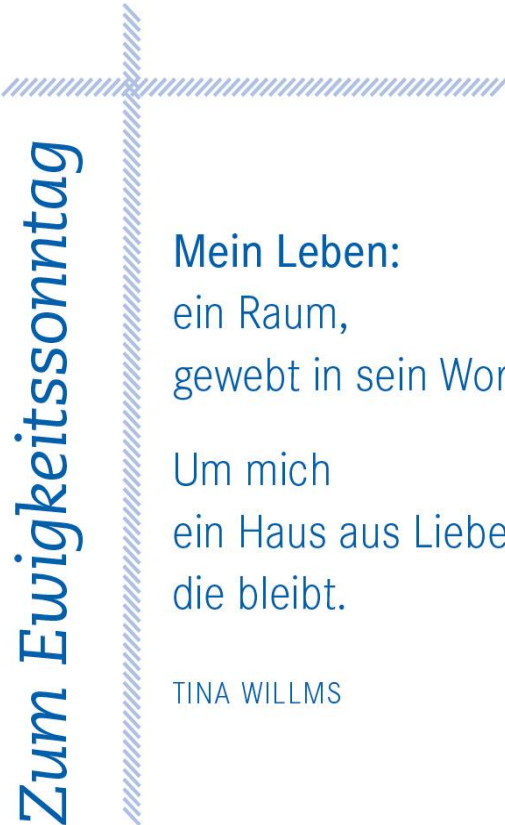 Zum Ewigkeitssonntag
Mein Leben:
ein Raum,
gewebt in sein Wor
Um mich
ein Haus aus Liebe
die bleibt.
TINA WILLMS